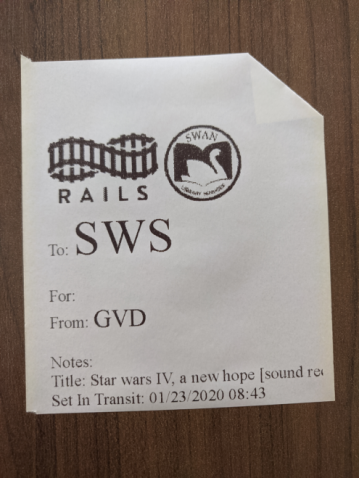 SWAN
LIBRARY SERVICES
RAILS
To: SWS
For:
From: GVD
Notes:
Title: Star wars IV, a new hope [sound re
Set In Transit: 01/23/2020 08:43